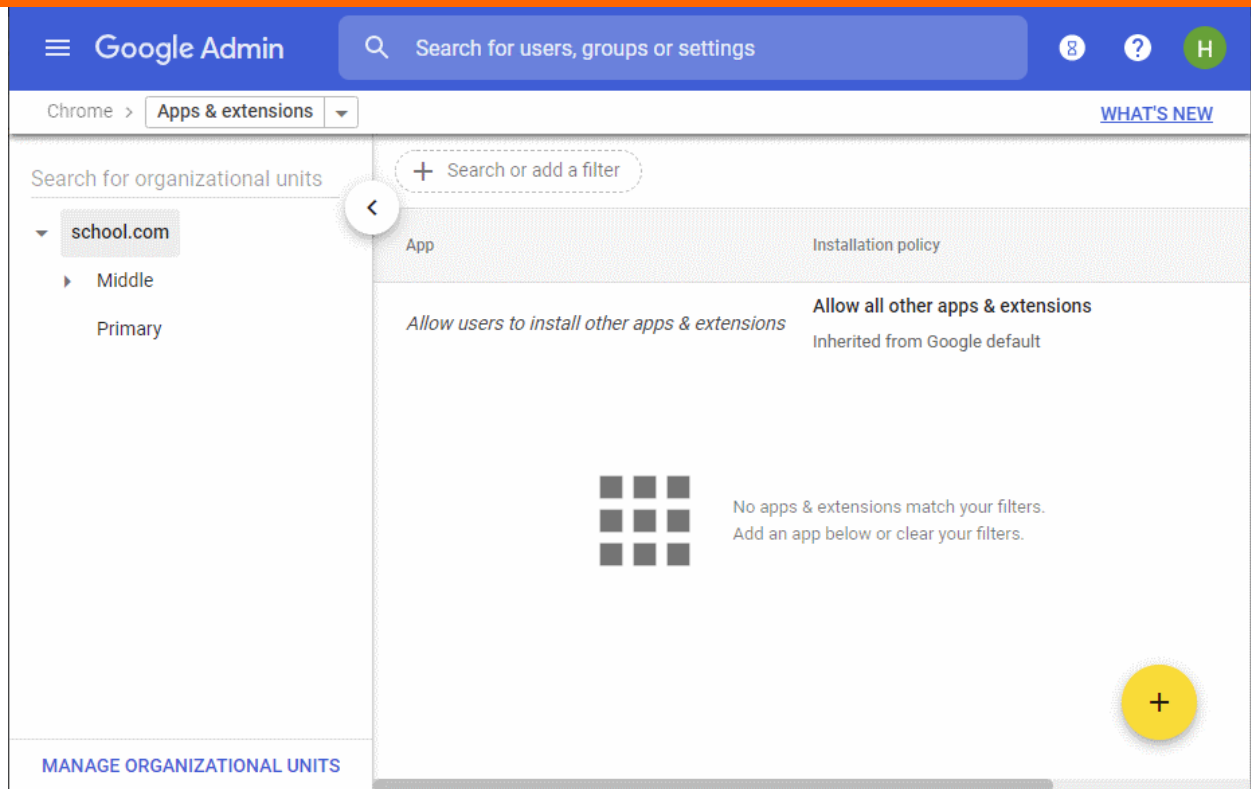 Google Admin
Search for users, groups or settings
H
Chrome > Apps & extensions
WHAT'S NEW
Search for organizational units
school.com
Middle
Primary
MANAGE ORGANIZATIONAL UNITS
+ Search or add a filter
App
Installation policy
Allow users to install other apps & extensions
Allow all other apps & extensions
Inherited from Google default
No apps & extensions match your filters.
Add an app below or clear your filters.
+